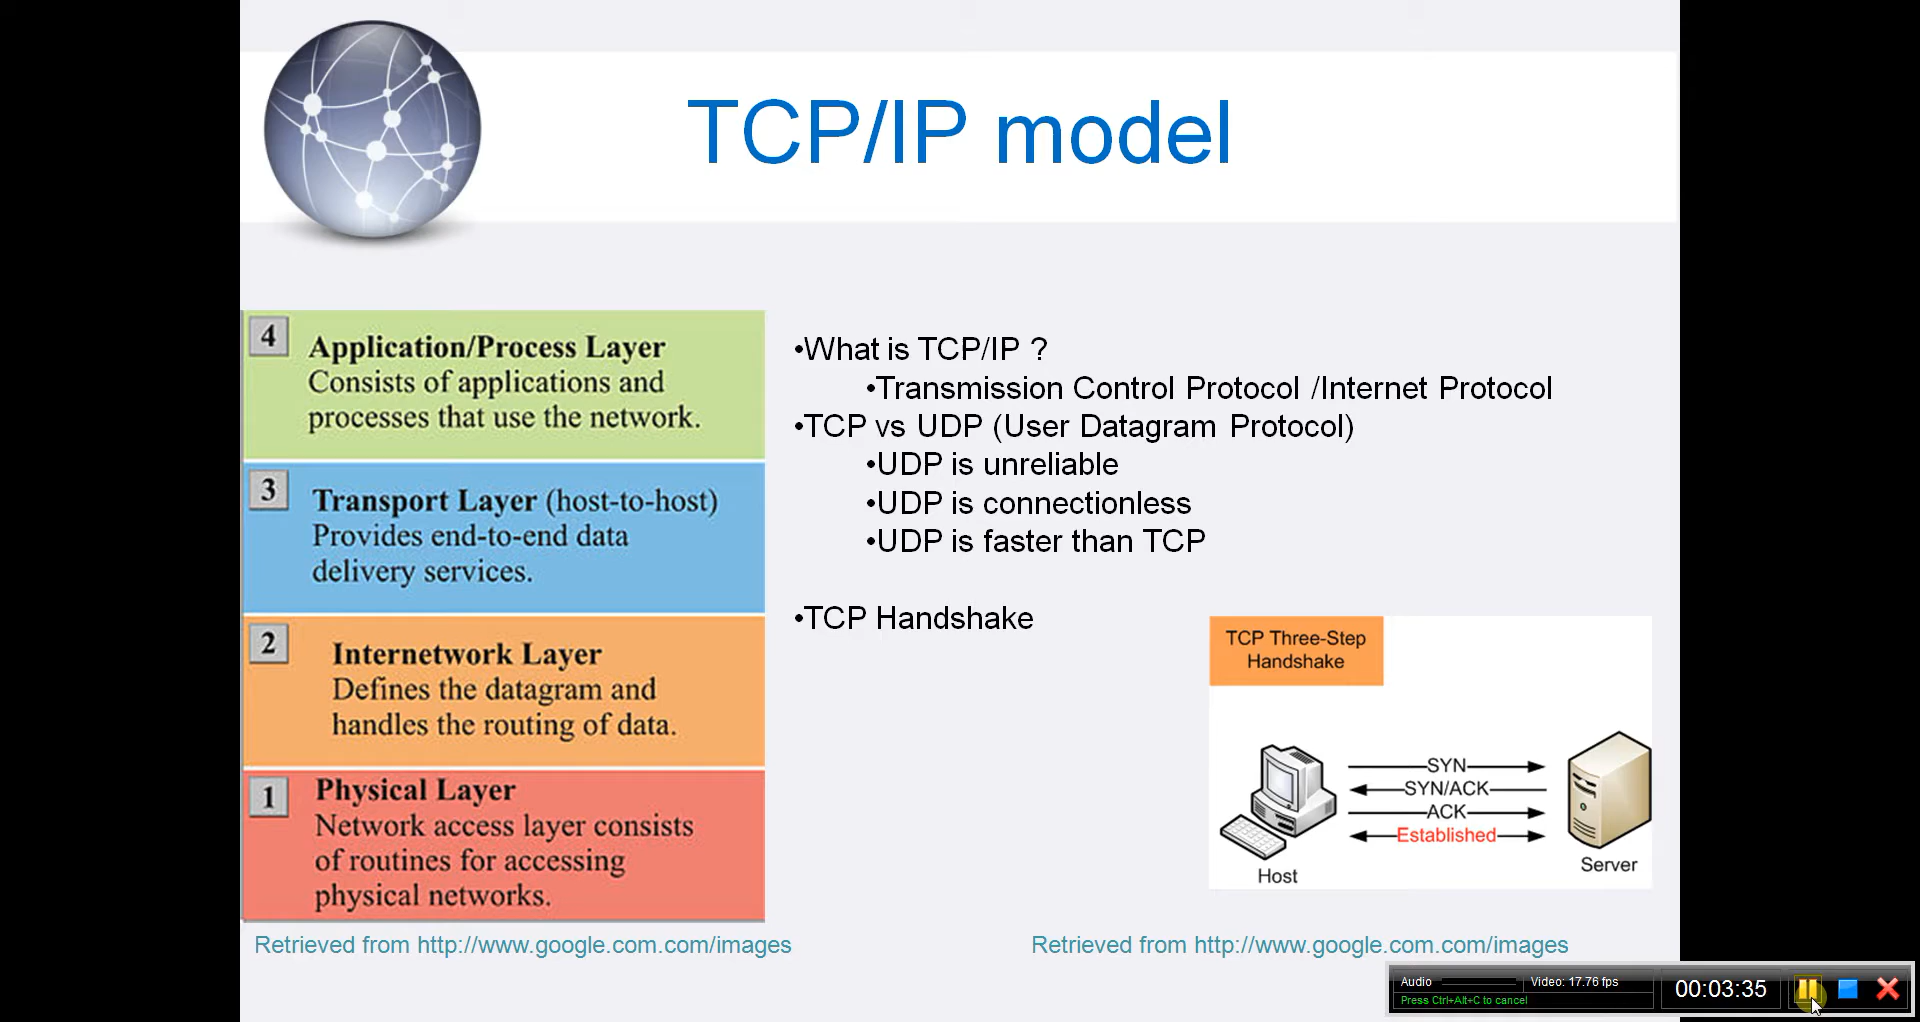 TCP/IP model
4
Application/Process Layer
Consists of applications and
processes that use the network.
3
Transport Layer (host-to-host)
Provides end-to-end data
delivery services.
2
Internetwork Layer
Defines the datagram and
handles the routing of data.
1
Physical Layer
Network access layer consists
of routines for accessing
physical networks.
Retrieved from http://www.google.com.com/images
•What is TCP/IP ?
•Transmission Control Protocol /Internet Protocol
•TCP vs UDP (User Datagram Protocol)
•UDP is unreliable
•UDP is connectionless
•UDP is faster than TCP
•TCP Handshake
TCP Three-Step
Handshake
SYN
SYN/ACK
ACK
Established
Host
Server
Retrieved from http://www.google.com.com/images
Audio
Video: 17.76 fps
Press Ctrl+Alt+C to cancel
00:03:35